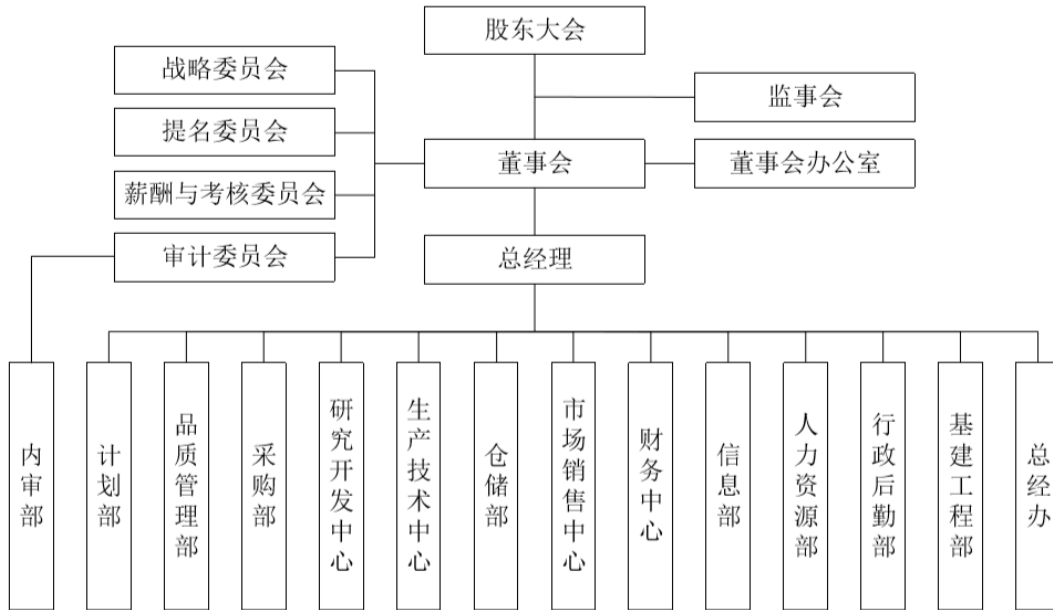 股东大会
战略委员会
监事会
提名委员会
董事会
董事会办公室
薪酬与考核委员会
审计委员会
总经理
内审部
计划部
品质管理部
采购部
研究开发中心
生产技术中心
仓储部
市场销售中心
财务中心
信息部
人力资源部
行政后勤部
基建工程部
总经办